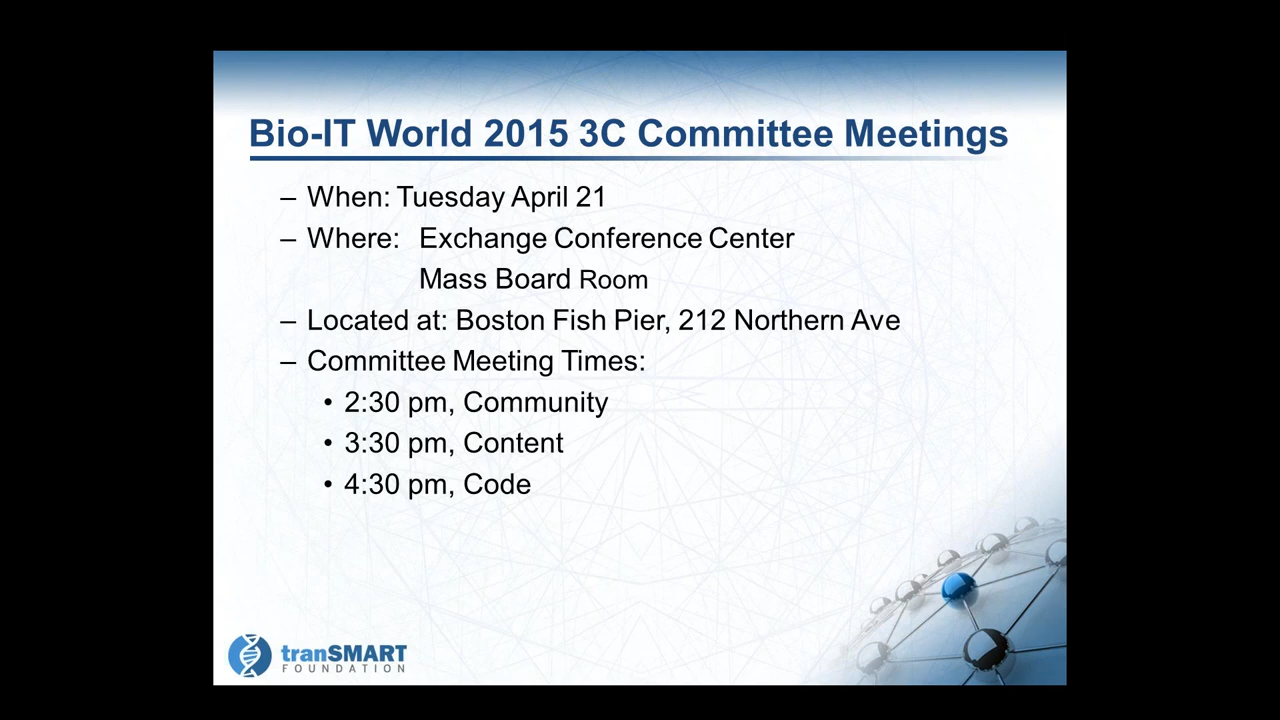 Bio-IT World 2015 3C Committee Meetings
– When: Tuesday April 21
– Where: Exchange Conference Center
Mass Board Room
– Located at: Boston Fish Pier, 212 Northern Ave
– Committee Meeting Times:
• 2:30 pm, Community
• 3:30 pm, Content
• 4:30 pm, Code
tranSMART
FOUNDATION